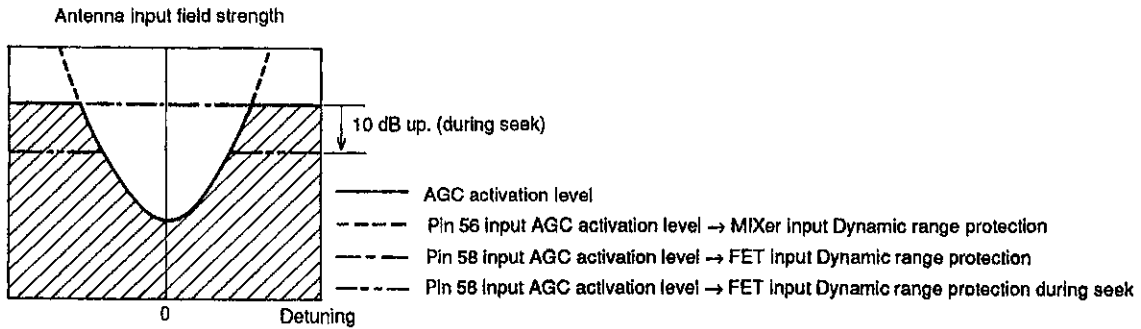 Antenna input field strength
10 dB up. (during seek)
AGC activation level
Pin 56 input AGC activation level → MIXer input Dynamic range protection
Pin 58 input AGC activation level → FET input Dynamic range protection
Pin 58 input AGC activation level → FET input Dynamic range protection during seek
0 Detuning